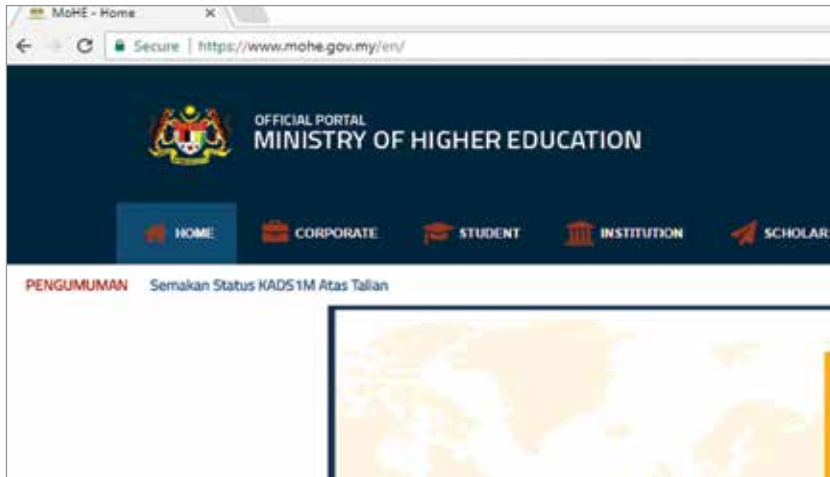 MoHE - Home
Secure | https://www.mohe.gov.my/en/
OFFICIAL PORTAL
MINISTRY OF HIGHER EDUCATION
HOME CORPORATE STUDENT INSTITUTION SCHOLAR
PENGUMUMAN Semakan Status KADS1M Atas Talian